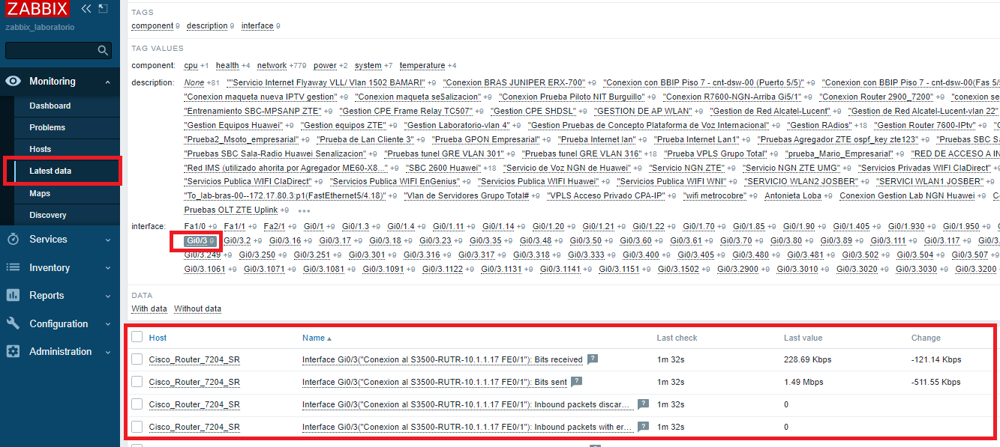 ZABBIX
zabbix_laboratorio
Monitoring
Dashboard
Problems
Hosts
Latest data
Maps
Discovery
Services
Inventory
Reports
Configuration
Administration
TAGS
component 9 description 9 interface 9
TAG VALUES
component: cpu +1 health +4 network +779 power +2 system +7 temperature +4
description: None +81 ""Servicio Internet Flyaway VLL/ Vlan 1502 BAMARI" +9 "Conexion BRAS JUNIPER ERX-700" +9 "Conexion con BBIP Piso 7 - cnt-dsw-00 (Puerto 5/5)" +9 "Conexion con BBIP Piso 7 - cnt-dsw-00(Fas 5/
"Conexion maqueta nueva IPTV gestion" +9 "Conexion maqueta se$alizacion" +9 "Conexion Prueba Piloto NIT Burguillo" +9 "Conexion R7600-NGN-Arriba Gi5/1" +9 "Conexion Router 2900_7200" +9 "conexion se
"Entrenamiento SBC-MPSANP ZTE" +9 "Gestion CPE Frame Relay TC507" +9 "Gestion CPE SHDSL" +9 "GESTION DE AP WLAN" +9 "Gestion de Red Alcatel-Lucent" +9 "Gestion de Red Alcatel-Lucent-vlan 22"
"Gestion Equipos Huawei" +9 "Gestion equipos ZTE" +9 "Gestion Laboratorio-vlan 4" +9 "Gestion Pruebas de Concepto Plataforma de Voz Internacional" +9 "Gestion RAdios" +18 "Gestion Router 7600-IPtv" +9
"Prueba2_Msoto_empresarial" +9 "Prueba de Lan Cliente 3" +9 "Prueba GPON Empresarial" +9 "Prueba Internet lan" +9 "Prueba Internet Lan1" +9 "Pruebas Agregador ZTE ospf_key zte123" +9 "Pruebas SBC S
"Pruebas SBC Sala-Radio Huawei Senalizacion" +9 "Pruebas tunel GRE VLAN 301" +9 "Pruebas tunel GRE VLAN 316" +18 "Prueba VPLS Grupo Total" +9 "prueba_Mario_Empresarial" +9 "RED DE ACCESO A IN
"Red IMS (utilizado ahorita por Agregador ME60-X8..." +9 "SBC 2600 Huawei" +18 "Servicio de Voz NGN de Huawei" +9 "Servicio NGN ZTE" +9 "Servicio NGN ZTE UMG" +9 "Servicios Privadas WIFI ClaDirect" +9
"Servicios Publica WIFI ClaDirect" +9 "Servicios Publica WIFI EnGenius" +9 "Servicios Publica WIFI Huawei" +9 "Servicios Publica WIFI WNI" +9 "SERVICIO WLAN2 JOSBER" +9 "SERVICI WLAN1 JOSBER" +9
"To_lab-bras-00--172.17.80.3:p1(FastEthernet5/4.18)" +9 "Vlan de Servidores Grupo Total# +9 "VPLS Acceso Privado CPA-IP" +9 "wifi metrocobre" +9 Antonieta Loba +9 Conexion Gestion Lab NGN Huawei +9
Pruebas OLT ZTE Uplink +9 •••
interface: Fa1/0 +9 Fa1/1 +9 Fa2/1 +9 Gi0/1 +9 Gi0/1.3 +9 Gi0/1.4 +9 Gi0/1.11 +9 Gi0/1.14 +9 Gi0/1.20 +9 Gi0/1.21 +9 Gi0/1.22 +9 Gi0/1.70 +9 Gi0/1.85 +9 Gi0/1.90 +9 Gi0/1.405 +9 Gi0/1.930 +9 Gi0/1.950 +9
Gi0/3 9 Gi0/3.2 +9 Gi0/3.16 +9 Gi0/3.17 +9 Gi0/3.18 +9 Gi0/3.23 +9 Gi0/3.35 +9 Gi0/3.48 +9 Gi0/3.50 +9 Gi0/3.60 +9 Gi0/3.61 +9 Gi0/3.70 +9 Gi0/3.80 +9 Gi0/3.89 +9 Gi0/3.111 +9 Gi0/3.117 +9 Gi0/3.
Gi0/3.249 +9 Gi0/3.250 +9 Gi0/3.251 +9 Gi0/3.301 +9 Gi0/3.316 +9 Gi0/3.317 +9 Gi0/3.318 +9 Gi0/3.333 +9 Gi0/3.400 +9 Gi0/3.405 +9 Gi0/3.480 +9 Gi0/3.481 +9 Gi0/3.502 +9 Gi0/3.504 +9 Gi0/3.507 +9
Gi0/3.1061 +9 Gi0/3.1071 +9 Gi0/3.1081 +9 Gi0/3.1091 +9 Gi0/3.1122 +9 Gi0/3.1131 +9 Gi0/3.1141 +9 Gi0/3.1151 +9 Gi0/3.1502 +9 Gi0/3.2900 +9 Gi0/3.3010 +9 Gi0/3.3020 +9 Gi0/3.3030 +9 Gi0/3.3200
DATA
With data Without data
Host Name Last check Last value Change
Cisco_Router_7204_SR Interface Gi0/3("Conexion al S3500-RUTR-10.1.1.17 FE0/1"): Bits received ? 1m 32s 228.69 Kbps -121.14 Kbps
Cisco_Router_7204_SR Interface Gi0/3("Conexion al S3500-RUTR-10.1.1.17 FE0/1"): Bits sent ? 1m 32s 1.49 Mbps -511.55 Kbps
Cisco_Router_7204_SR Interface Gi0/3("Conexion al S3500-RUTR-10.1.1.17 FE0/1"): Inbound packets discar... ? 1m 32s 0
Cisco_Router_7204_SR Interface Gi0/3("Conexion al S3500-RUTR-10.1.1.17 FE0/1"): Inbound packets with er... ? 1m 32s 0